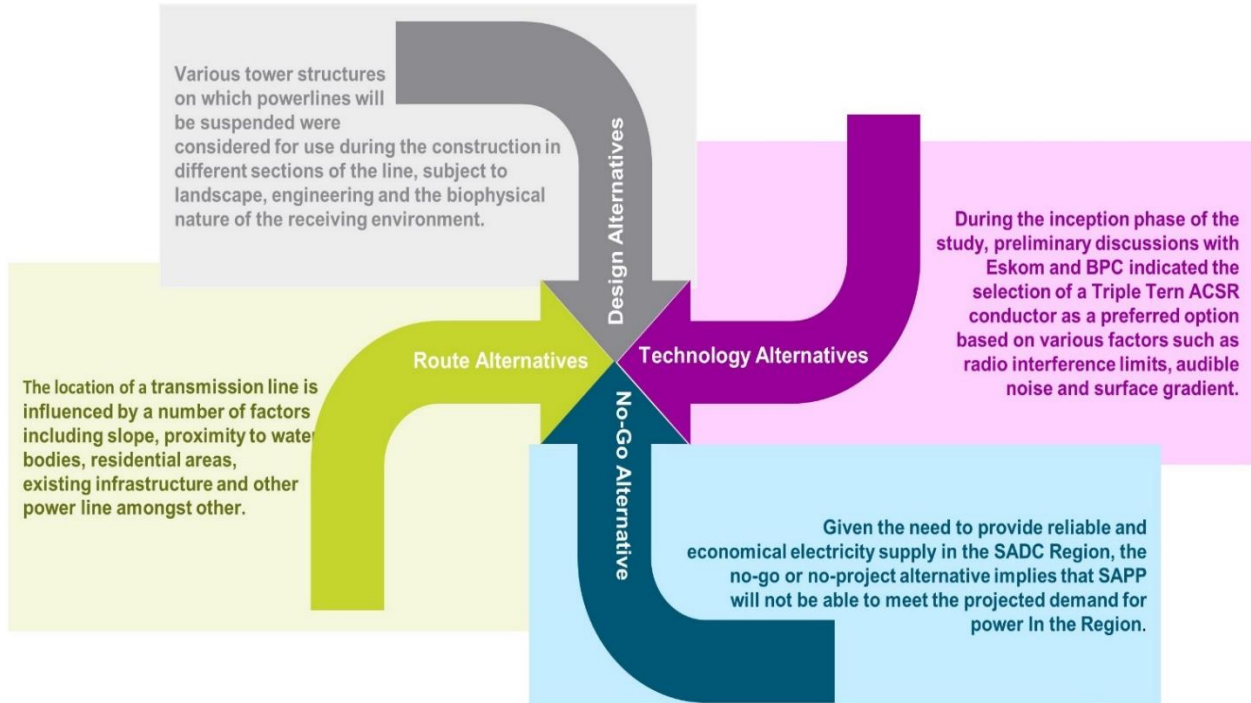 Various tower structures
on which powerlines will
be suspended were
considered for use during the construction in
different sections of the line, subject to
landscape, engineering and the biophysical
nature of the receiving environment.
Design Alternatives
During the inception phase of the
study, preliminary discussions with
Eskom and BPC indicated the
selection of a Triple Tern ACSR
conductor as a preferred option
based on various factors such as
radio interference limits, audible
noise and surface gradient.
Technology Alternatives
Route Alternatives
The location of a transmission line is
influenced by a number of factors
including slope, proximity to water
bodies, residential areas,
existing infrastructure and other
power line amongst other.
No-Go Alternative
Given the need to provide reliable and
economical electricity supply in the SADC Region, the
no-go or no-project alternative implies that SAPP
will not be able to meet the projected demand for
power In the Region.